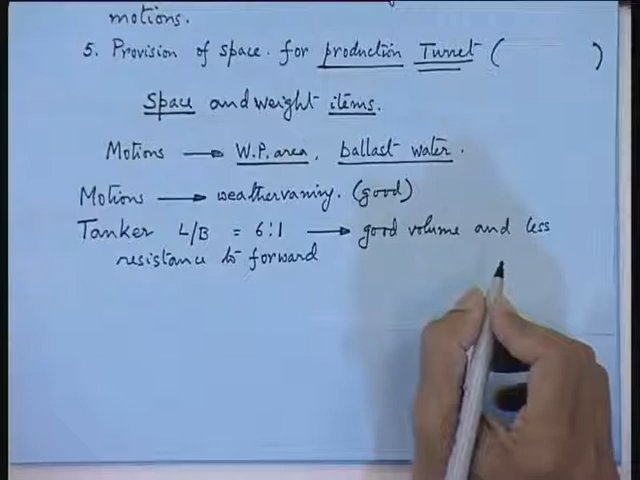 motions.
5. Provision of space. for production Turret ( )
Space and weight items.
Motions → W.P. area, ballast water.
Motions → weathervaning. (good)
Tanker L/B = 6:1 → good volume and less
resistance to forward